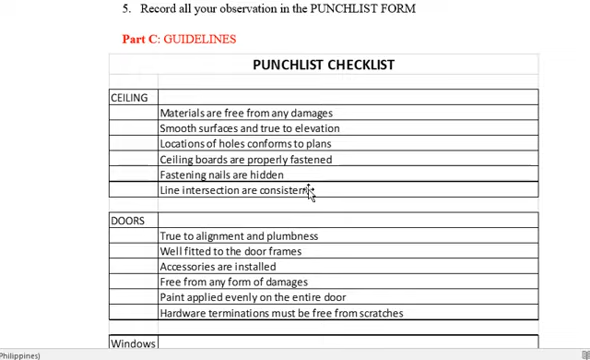 5. Record all your observation in the PUNCHLIST FORM
Part C: GUIDELINES
PUNCHLIST CHECKLIST
CEILING
Materials are free from any damages
Smooth surfaces and true to elevation
Locations of holes conforms to plans
Ceiling boards are properly fastened
Fastening nails are hidden
Line intersection are consistent
DOORS
True to alignment and plumbness
Well fitted to the door frames
Accessories are installed
Free from any form of damages
Paint applied evenly on the entire door
Hardware terminations must be free from scratches
Windows
Philippines)